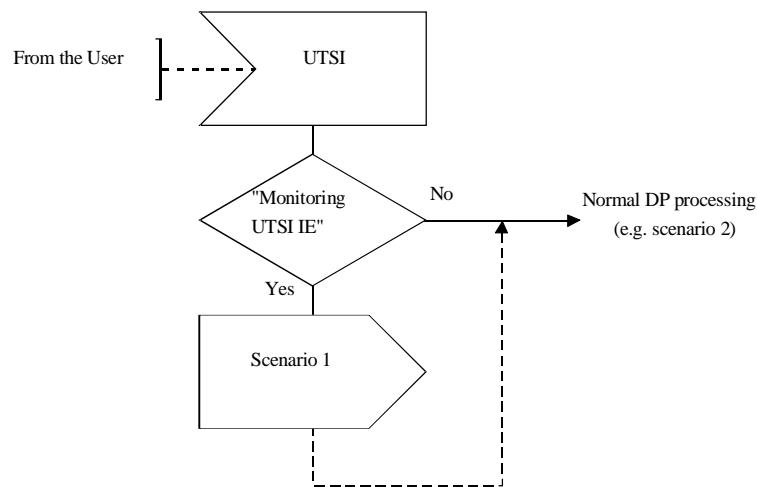 From the User
UTSI
"Monitoring
UTSI IE"
No
Normal DP processing
(e.g. scenario 2)
Yes
Scenario 1